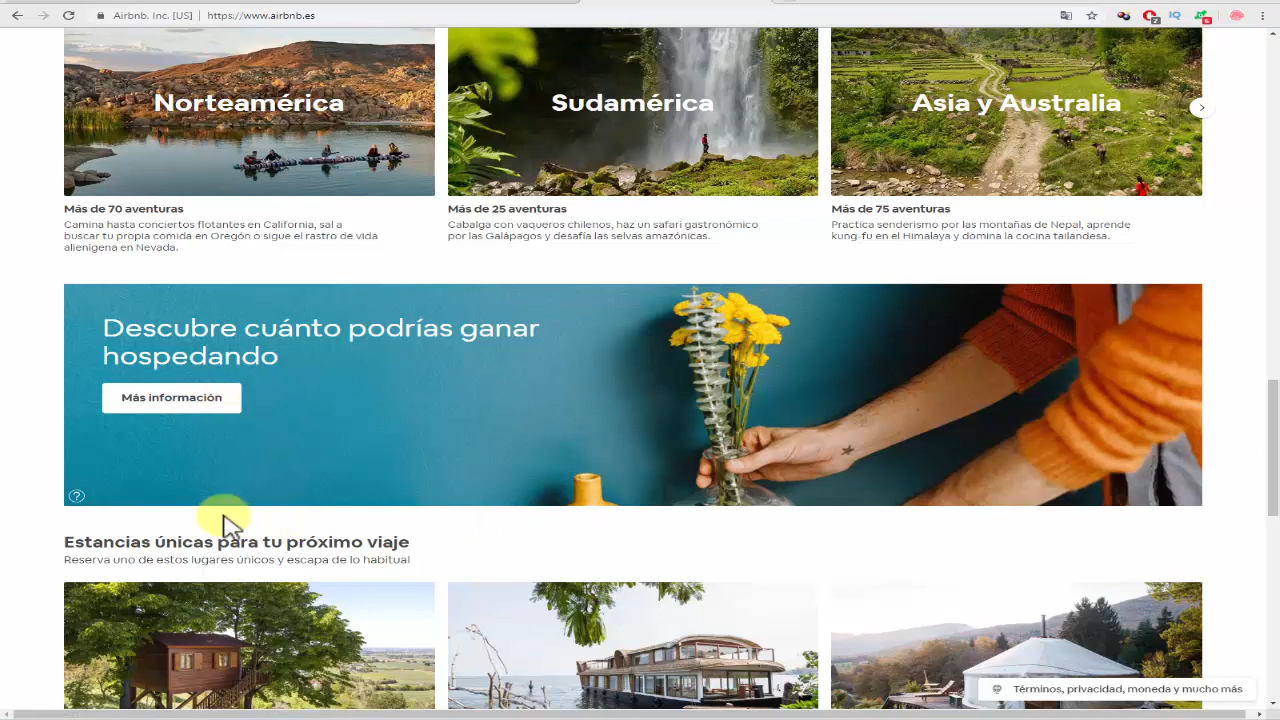 Airbnb, Inc. [US] | https://www.airbnb.es
Norteamérica
Sudamérica
Asia y Australia
Más de 70 aventuras
Camina hasta conciertos flotantes en California, sal a
buscar tu propia comida en Oregón o sigue el rastro de vida
alienígena en Nevada.
Más de 25 aventuras
Cabalga con vaqueros chilenos, haz un safari gastronómico
por las Galápagos y desafía las selvas amazónicas.
Más de 75 aventuras
Practica senderismo por las montañas de Nepal, aprende
kung-fu en el Himalaya y domina la cocina tailandesa.
Descubre cuánto podrías ganar
hospedando
Más información
?
Estancias únicas para tu próximo viaje
Reserva uno de estos lugares únicos y escapa de lo habitual
Términos, privacidad, moneda y mucho más